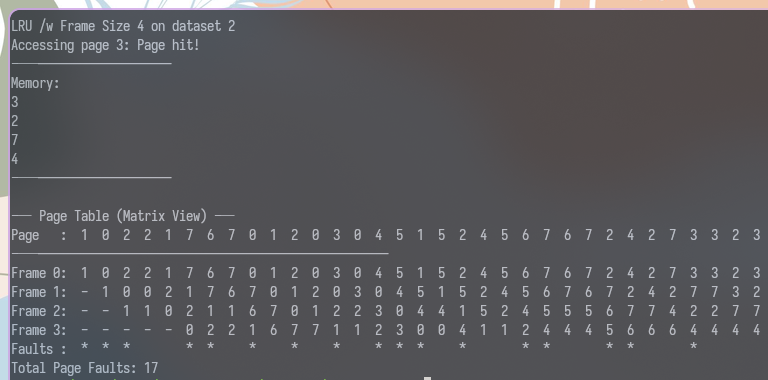 LRU /w Frame Size 4 on dataset 2
Accessing page 3: Page hit!
────────────────────
Memory:
3
2
7
4
────────────────────
─── Page Table (Matrix View) ───
Page   :  1  0  2  2  1  7  6  7  0  1  2  0  3  0  4  5  1  5  2  4  5  6  7  6  7  2  4  2  7  3  3  2  3
────────────────────────────────────────
Frame 0:  1  0  2  2  1  7  6  7  0  1  2  0  3  0  4  5  1  5  2  4  5  6  7  6  7  2  4  2  7  3  3  2  3
Frame 1:  -  1  0  0  2  1  7  6  7  0  1  2  0  3  0  4  5  1  5  2  4  5  6  7  6  7  2  4  2  7  7  3  2
Frame 2:  -  -  1  1  0  2  1  1  6  7  0  1  2  2  3  0  4  4  1  5  2  4  5  5  5  6  7  7  4  2  2  7  7
Frame 3:  -  -  -  -  -  0  2  2  1  6  7  7  1  1  2  3  0  0  4  1  1  2  4  4  4  5  6  6  6  4  4  4  4
Faults :  *  *  *        *  *     *     *     *     *  *  *     *        *  *        *  *        *
Total Page Faults: 17